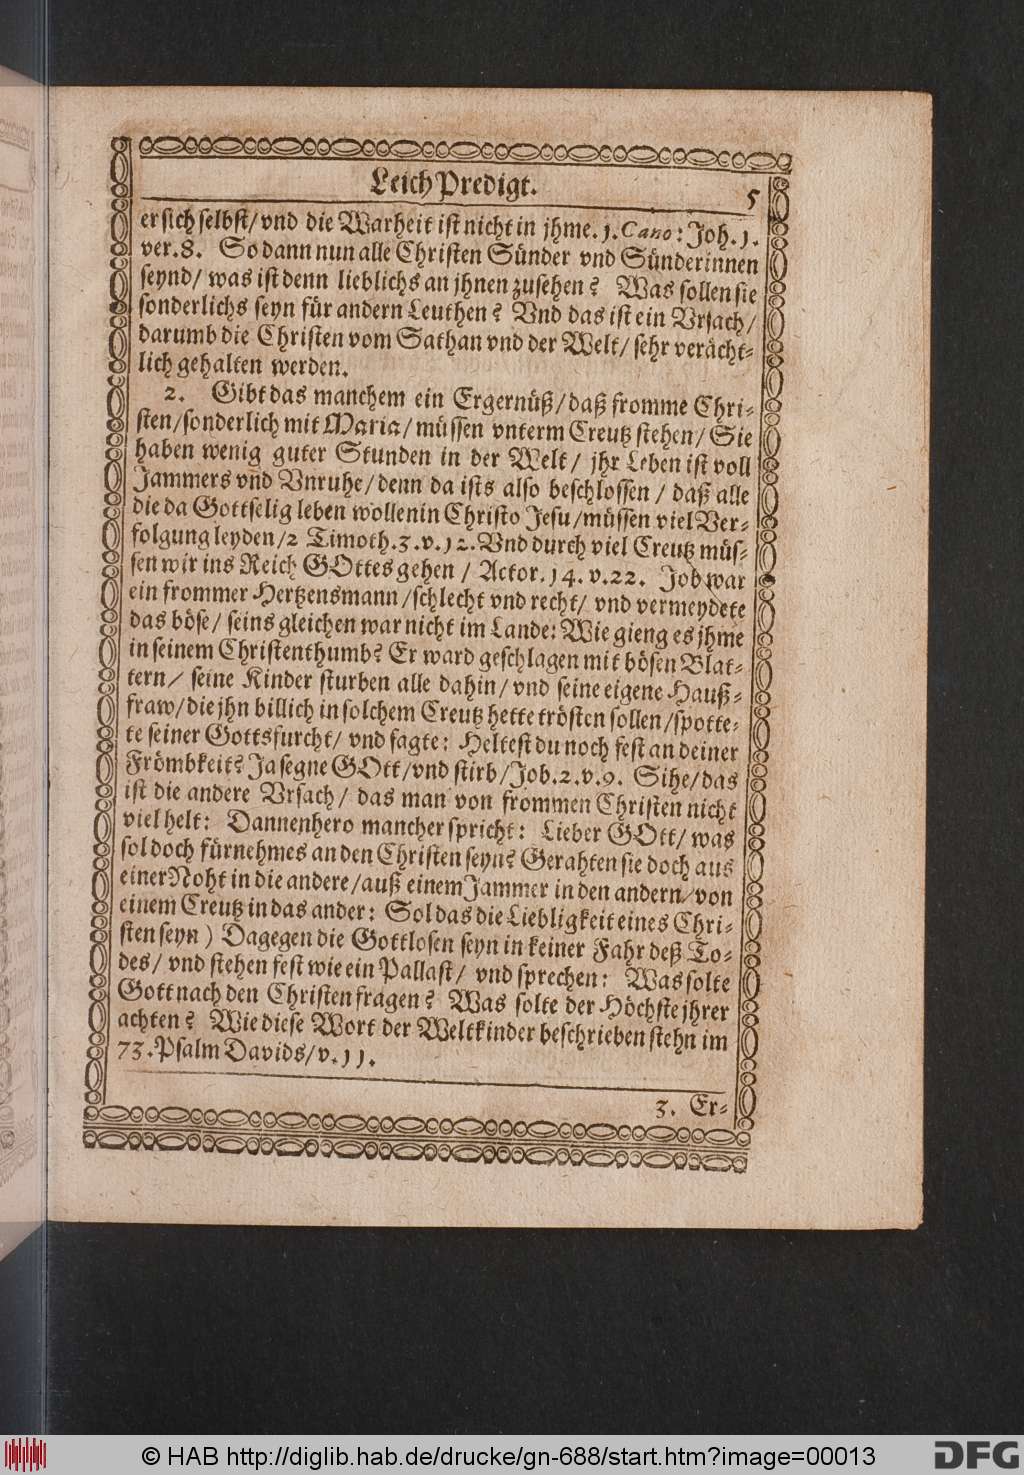 LeichPredigt.
5
er sich selbst/ vnd die Warheit ist nicht in jhme. 1. Cano: Joh. 1.
ver. 8. So dann nun alle Christen Sünder vnd Sünderinnen
seynd/ was ist denn lieblichs an jhnen zusehen? Was sollen sie
sonderlichs seyn für andern Leuthen? Vnd das ist ein Vrsach/
darumb die Christen vom Sathan vnd der Welt/ sehr verächt-
lich gehalten werden.
2. Gibt das manchem ein Ergernüß/ daß fromme Chri-
sten/ sonderlich mit Maria/ müssen vnterm Creutz stehen/ Sie
haben wenig guter Stunden in der Welt/ jhr Leben ist voll
Jammers vnd Vnruhe/ denn da ists also beschlossen/ daß alle
die da Gottselig leben wollen in Christo Jesu/ müssen viel Ver-
folgung leyden/ 2 Timoth. 3. v. 12. Vnd durch viel Creutz müs-
sen wir ins Reich GOttes gehen/ Actor. 14. v. 22. Job war
ein frommer Hertzensmann/ schlecht vnd recht/ vnd vermeydete
das böse/ seins gleichen war nicht im Lande: Wie gieng es jhme
in seinem Christenthumb? Er ward geschlagen mit bösen Blat-
tern/ seine Kinder sturben alle dahin/ vnd seine eigene Hauß-
fraw/ die jhn billich in solchem Creutz hette trösten sollen/ spotte-
te seiner Gottsfurcht/ vnd sagte: Heltest du noch fest an deiner
Frömbkeit? Ja segne GOtt/ vnd stirb/ Job. 2. v. 9. Sihe/ das
ist die andere Vrsach/ das man von frommen Christen nicht
viel helt: Dannenhero mancher spricht: Lieber GOtt/ was
sol doch fürnehmes an den Christen seyn? Gerahten sie doch aus
einer Noht in die andere/ auß einem Jammer in den andern/ von
einem Creutz in das ander: Sol das die Liebligkeit eines Chri-
sten seyn) Dagegen die Gottlosen seyn in keiner Fahr deß To-
des/ vnd stehen fest wie ein Pallast/ vnd sprechen: Was solte
Gott nach den Christen fragen? Was solte der Höchste jhrer
achten? Wie diese Wort der Weltkinder beschrieben stehn im
73. Psalm Davids/ v. 11.
3. Er-
© HAB http://diglib.hab.de/drucke/gn-688/start.htm?image=00013
DFG